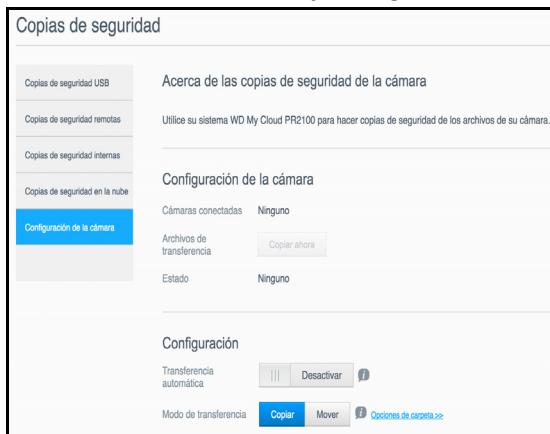 Copias de seguridad
Copias de seguridad USB
Copias de seguridad remotas
Copias de seguridad internas
Copias de seguridad en la nube
Configuración de la cámara
Acerca de las copias de seguridad de la cámara
Utilice su sistema WD My Cloud PR2100 para hacer copias de seguridad de los archivos de su cámara.
Configuración de la cámara
Cámaras conectadas Ninguno
Archivos de
transferencia Copiar ahora
Estado Ninguno
Configuración
Transferencia
automática Desactivar i
Modo de transferencia Copiar Mover i Opciones de carpeta >>